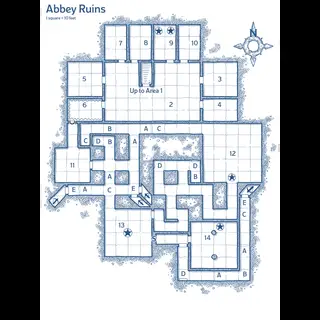 Abbey Ruins
1 square = 10 feet
N
7 8 9 10
5 3
Up to Area 1
6 2 4
B A C
C D B A
11 12
D B
D B
E A C
E
C
13 A
14 E
B
D A B